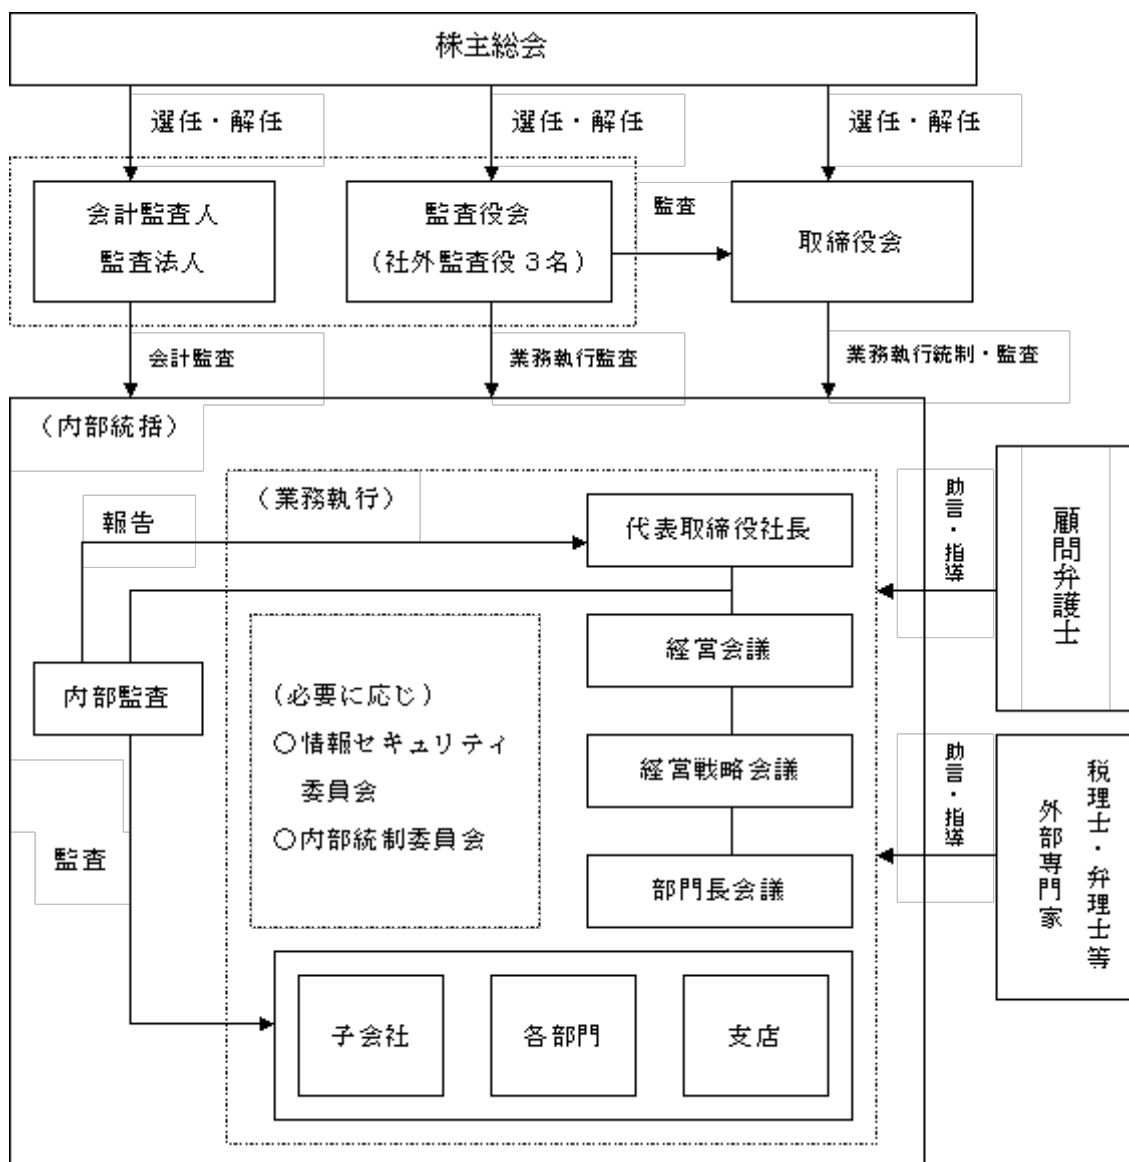 株主総会
選任・解任
選任・解任
選任・解任
会計監査人
監査法人
監査役会
（社外監査役３名）
監査
取締役会
会計監査
業務執行監査
業務執行統制・監査
（内部統括）
（業務執行）
報告
代表取締役社長
助言・指導
顧問弁護士
経営会議
内部監査
（必要に応じ）
○情報セキュリティ
委員会
○内部統制委員会
経営戦略会議
助言・指導
税理士・弁理士等
外部専門家
監査
部門長会議
子会社
各部門
支店